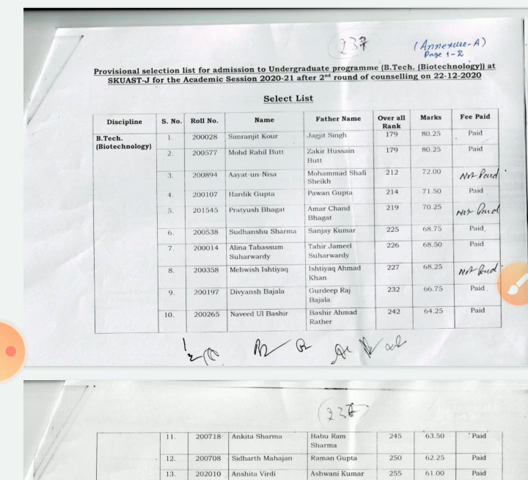 237
(Annexure-A)
Page 1-2
Provisional selection list for admission to Undergraduate programme (B.Tech. (Biotechnology)) at
SKUAST-J for the Academic Session 2020-21 after 2nd round of counselling on 22-12-2020
Select List
Discipline S. No. Roll No. Name Father Name Over all Rank Marks Fee Paid
B.Tech. (Biotechnology) 1. 200028 Simranjit Kour Jagjit Singh 179 80.25 Paid
2. 200577 Mohd Rahil Butt Zakir Hussain Butt 179 80.25 Paid
3. 200894 Aayat-un-Nisa Mohammad Shafi Sheikh 212 72.00 Not Paid
4. 200107 Hardik Gupta Pawan Gupta 214 71.50 Paid
5. 201545 Pratyush Bhagat Amar Chand Bhagat 219 70.25 Not Paid
6. 200538 Sudhanshu Sharma Sanjay Kumar 225 68.75 Paid
7. 200014 Alina Tabassum Suharwardy Tahir Jameel Suharwardy 226 68.50 Paid
8. 200358 Mehwish Ishtiyaq Ishtiyaq Ahmad Khan 227 68.25 Not Paid
9. 200197 Divyansh Bajala Gurdeep Raj Bajala 232 66.75 Paid
10. 200265 Naveed Ul Bashir Bashir Ahmad Rather 242 64.25 Paid
237
11. 200718 Ankita Sharma Babu Ram Sharma 245 63.50 Paid
12. 200708 Sidharth Mahajan Raman Gupta 250 62.25 Paid
13. 202010 Anshita Virdi Ashwani Kumar 255 61.00 Paid